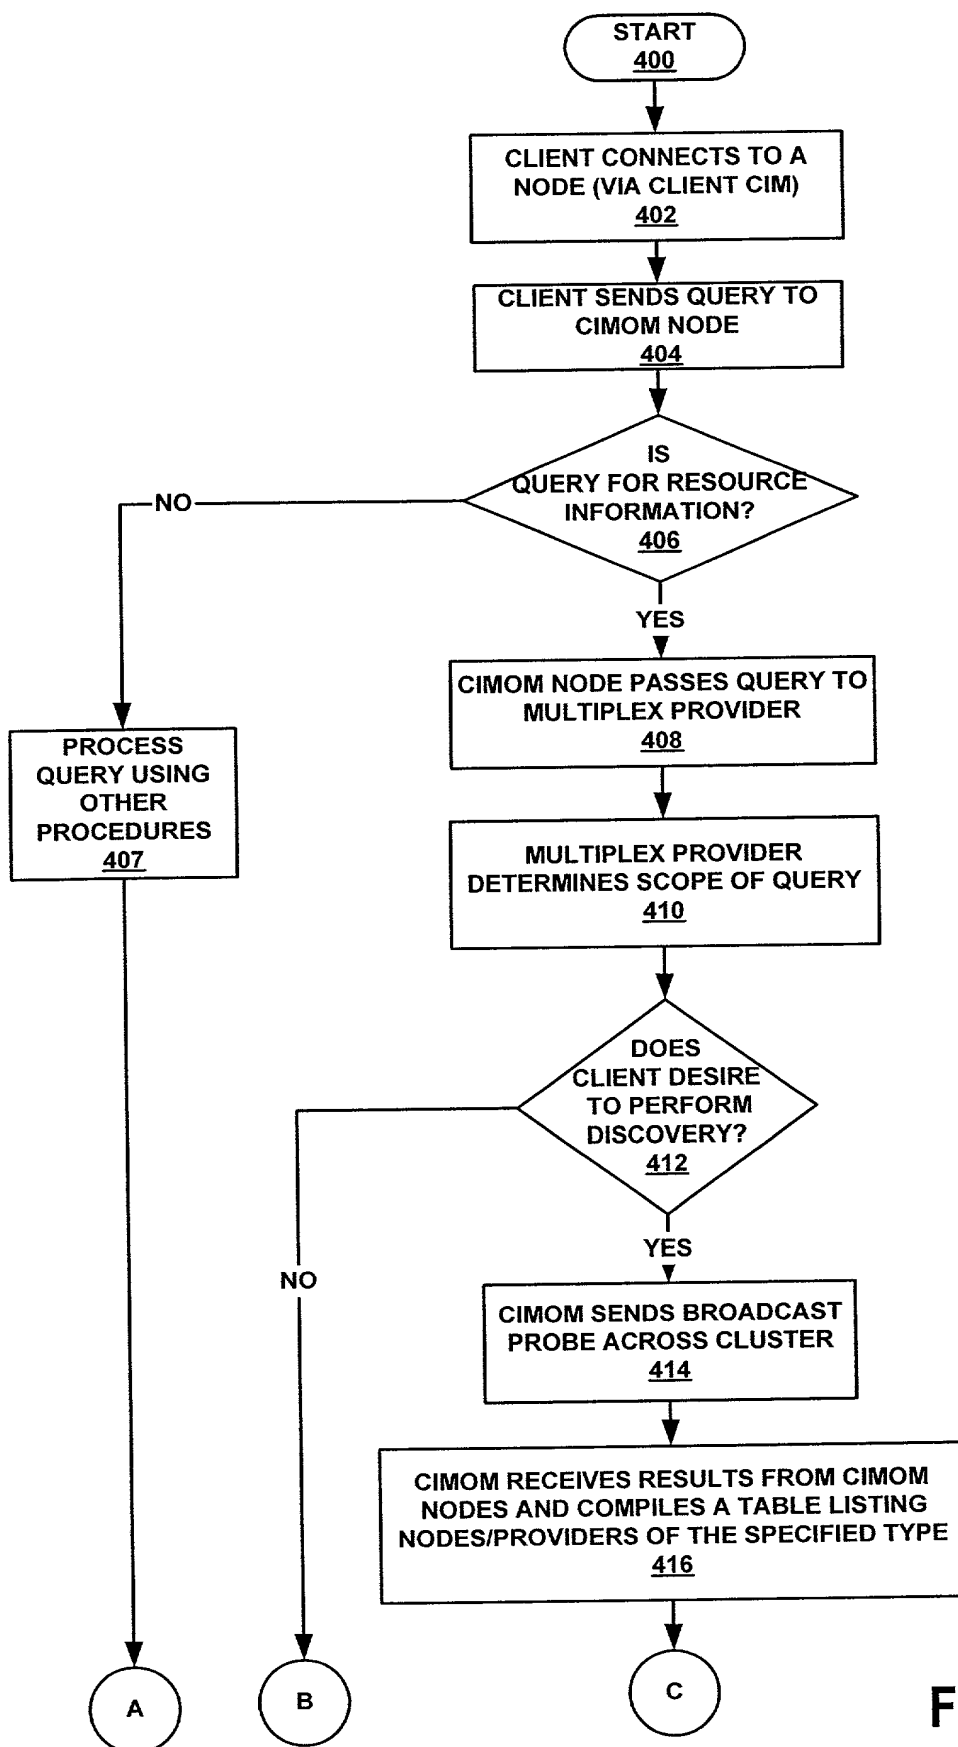 START
400
CLIENT CONNECTS TO A
NODE (VIA CLIENT CIM)
402
CLIENT SENDS QUERY TO
CIMOM NODE
404
IS
QUERY FOR RESOURCE
INFORMATION?
406
NO
YES
CIMOM NODE PASSES QUERY TO
MULTIPLEX PROVIDER
408
PROCESS
QUERY USING
OTHER
PROCEDURES
407
MULTIPLEX PROVIDER
DETERMINES SCOPE OF QUERY
410
DOES
CLIENT DESIRE
TO PERFORM
DISCOVERY?
412
NO
YES
CIMOM SENDS BROADCAST
PROBE ACROSS CLUSTER
414
CIMOM RECEIVES RESULTS FROM CIMOM
NODES AND COMPILES A TABLE LISTING
NODES/PROVIDERS OF THE SPECIFIED TYPE
416
A
B
C
F